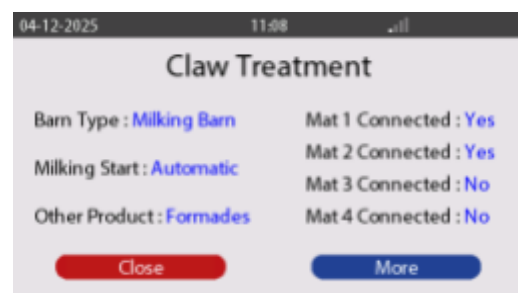 04-12-2025 11:08
Claw Treatment
Barn Type : Milking Barn
Milking Start : Automatic
Other Product : Formades
Mat 1 Connected : Yes
Mat 2 Connected : Yes
Mat 3 Connected : No
Mat 4 Connected : No
Close
More